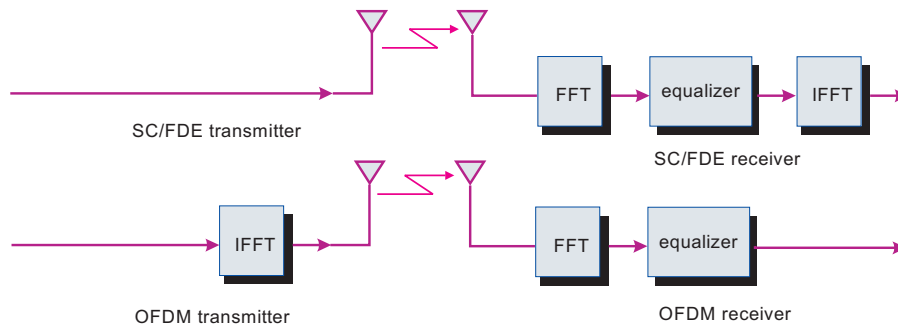 FFT
equalizer
IFFT
SC/FDE transmitter
SC/FDE receiver
IFFT
FFT
equalizer
OFDM transmitter
OFDM receiver